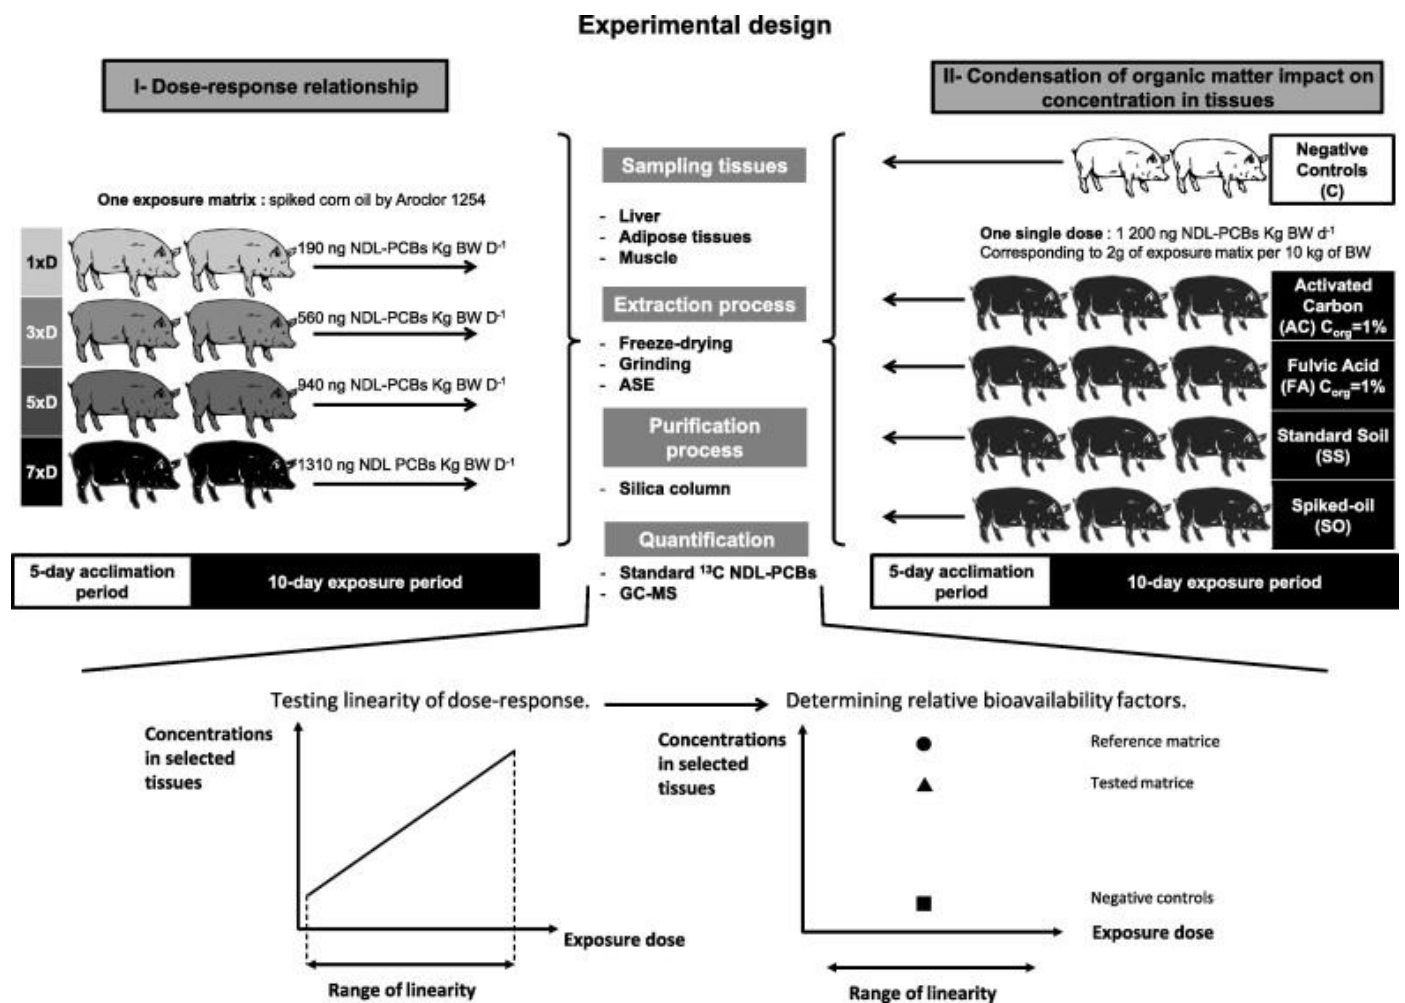 Experimental design
I- Dose-response relationship
One exposure matrix : spiked corn oil by Aroclor 1254
1xD
190 ng NDL-PCBs Kg BW D⁻¹
3xD
560 ng NDL-PCBs Kg BW D⁻¹
5xD
940 ng NDL-PCBs Kg BW D⁻¹
7xD
1310 ng NDL PCBs Kg BW D⁻¹
5-day acclimation
period
10-day exposure period
Sampling tissues
- Liver
- Adipose tissues
- Muscle
Extraction process
- Freeze-drying
- Grinding
- ASE
Purification
process
- Silica column
Quantification
- Standard ¹³C NDL-PCBs
- GC-MS
II- Condensation of organic matter impact on
concentration in tissues
Negative
Controls
(C)
One single dose : 1 200 ng NDL-PCBs Kg BW d⁻¹
Corresponding to 2g of exposure matix per 10 kg of BW
Activated
Carbon
(AC) Corg=1%
Fulvic Acid
(FA) Corg=1%
Standard Soil
(SS)
Spiked-oil
(SO)
5-day acclimation
period
10-day exposure period
Testing linearity of dose-response.
Concentrations
in selected
tissues
Exposure dose
Range of linearity
Determining relative bioavailability factors.
Concentrations
in selected
tissues
Reference matrice
Tested matrice
Negative controls
Exposure dose
Range of linearity